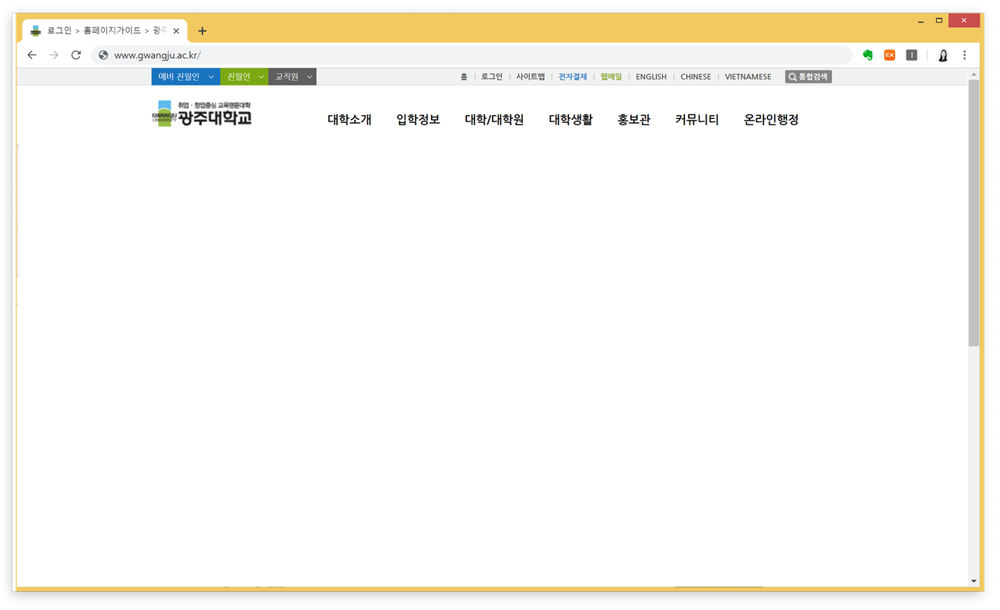 로그인 > 홈페이지가이드 > 광주
www.gwangju.ac.kr/
EX
예비 진월인 진월인 교직원 홈 로그인 사이트맵 전자결재 웹메일 ENGLISH CHINESE VIETNAMESE 통합검색
취업·창업중심 교육명문대학
GWANGJU UNIVERSITY 광주대학교
대학소개 입학정보 대학/대학원 대학생활 홍보관 커뮤니티 온라인행정